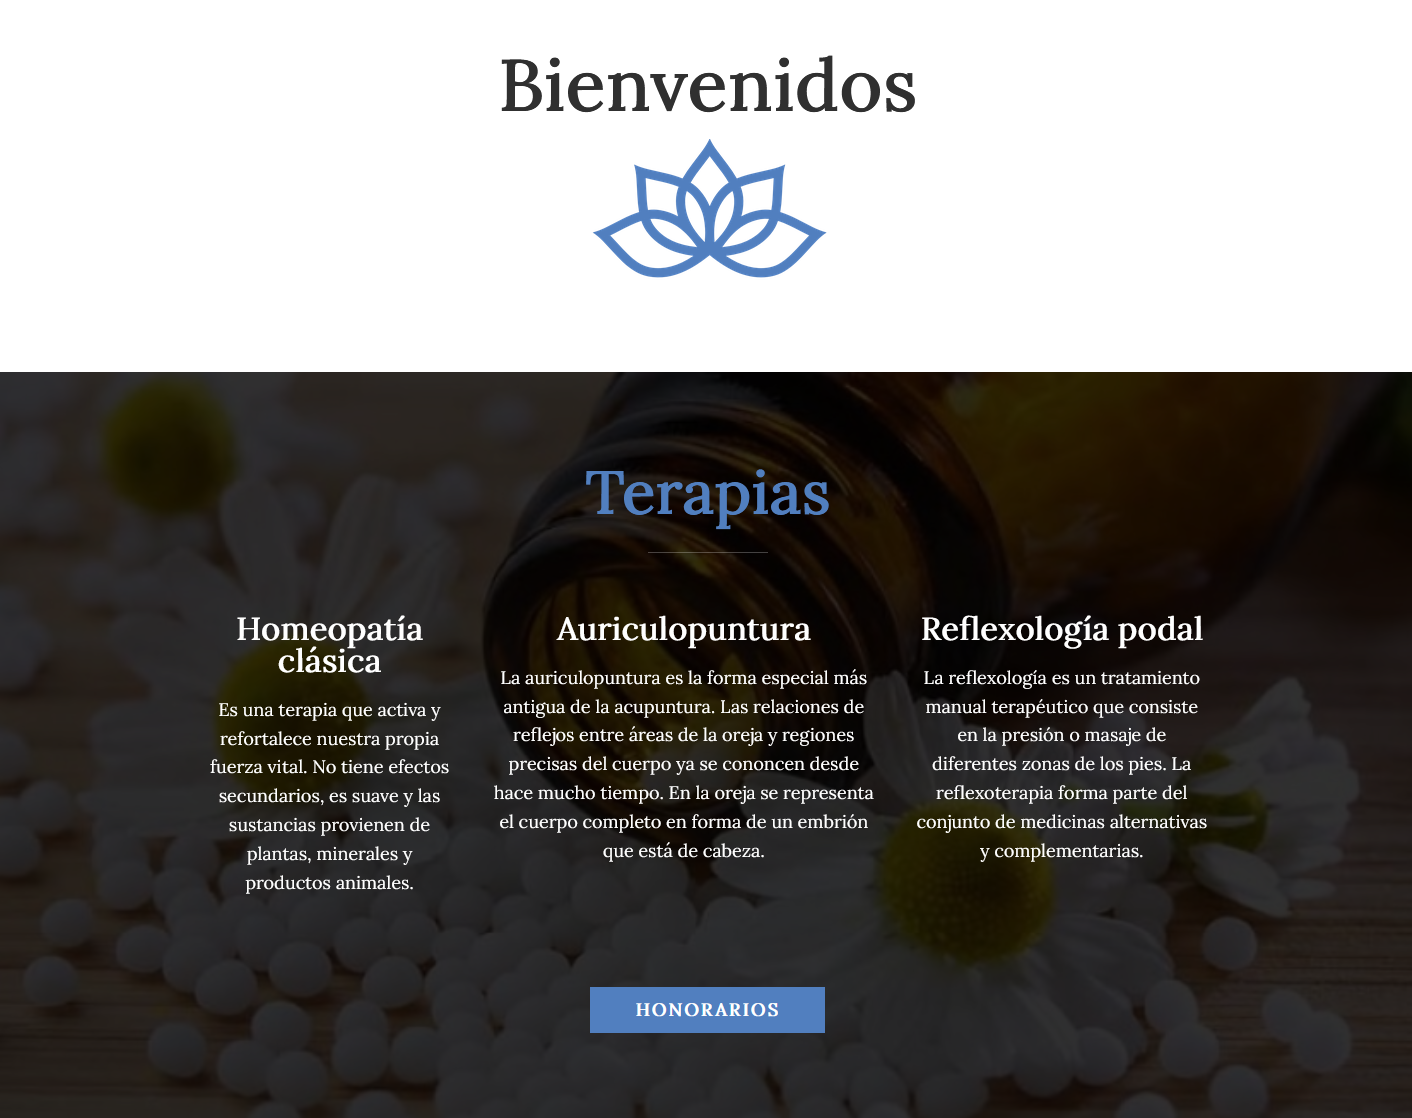 Bienvenidos
Terapias
Homeopatía
clásica
Es una terapia que activa y
refortalece nuestra propia
fuerza vital. No tiene efectos
secundarios, es suave y las
sustancias provienen de
plantas, minerales y
productos animales.
Auriculopuntura
La auriculopuntura es la forma especial más
antigua de la acupuntura. Las relaciones de
reflejos entre áreas de la oreja y regiones
precisas del cuerpo ya se cononcen desde
hace mucho tiempo. En la oreja se representa
el cuerpo completo en forma de un embrión
que está de cabeza.
Reflexología podal
La reflexología es un tratamiento
manual terapéutico que consiste
en la presión o masaje de
diferentes zonas de los pies. La
reflexoterapia forma parte del
conjunto de medicinas alternativas
y complementarias.
HONORARIOS